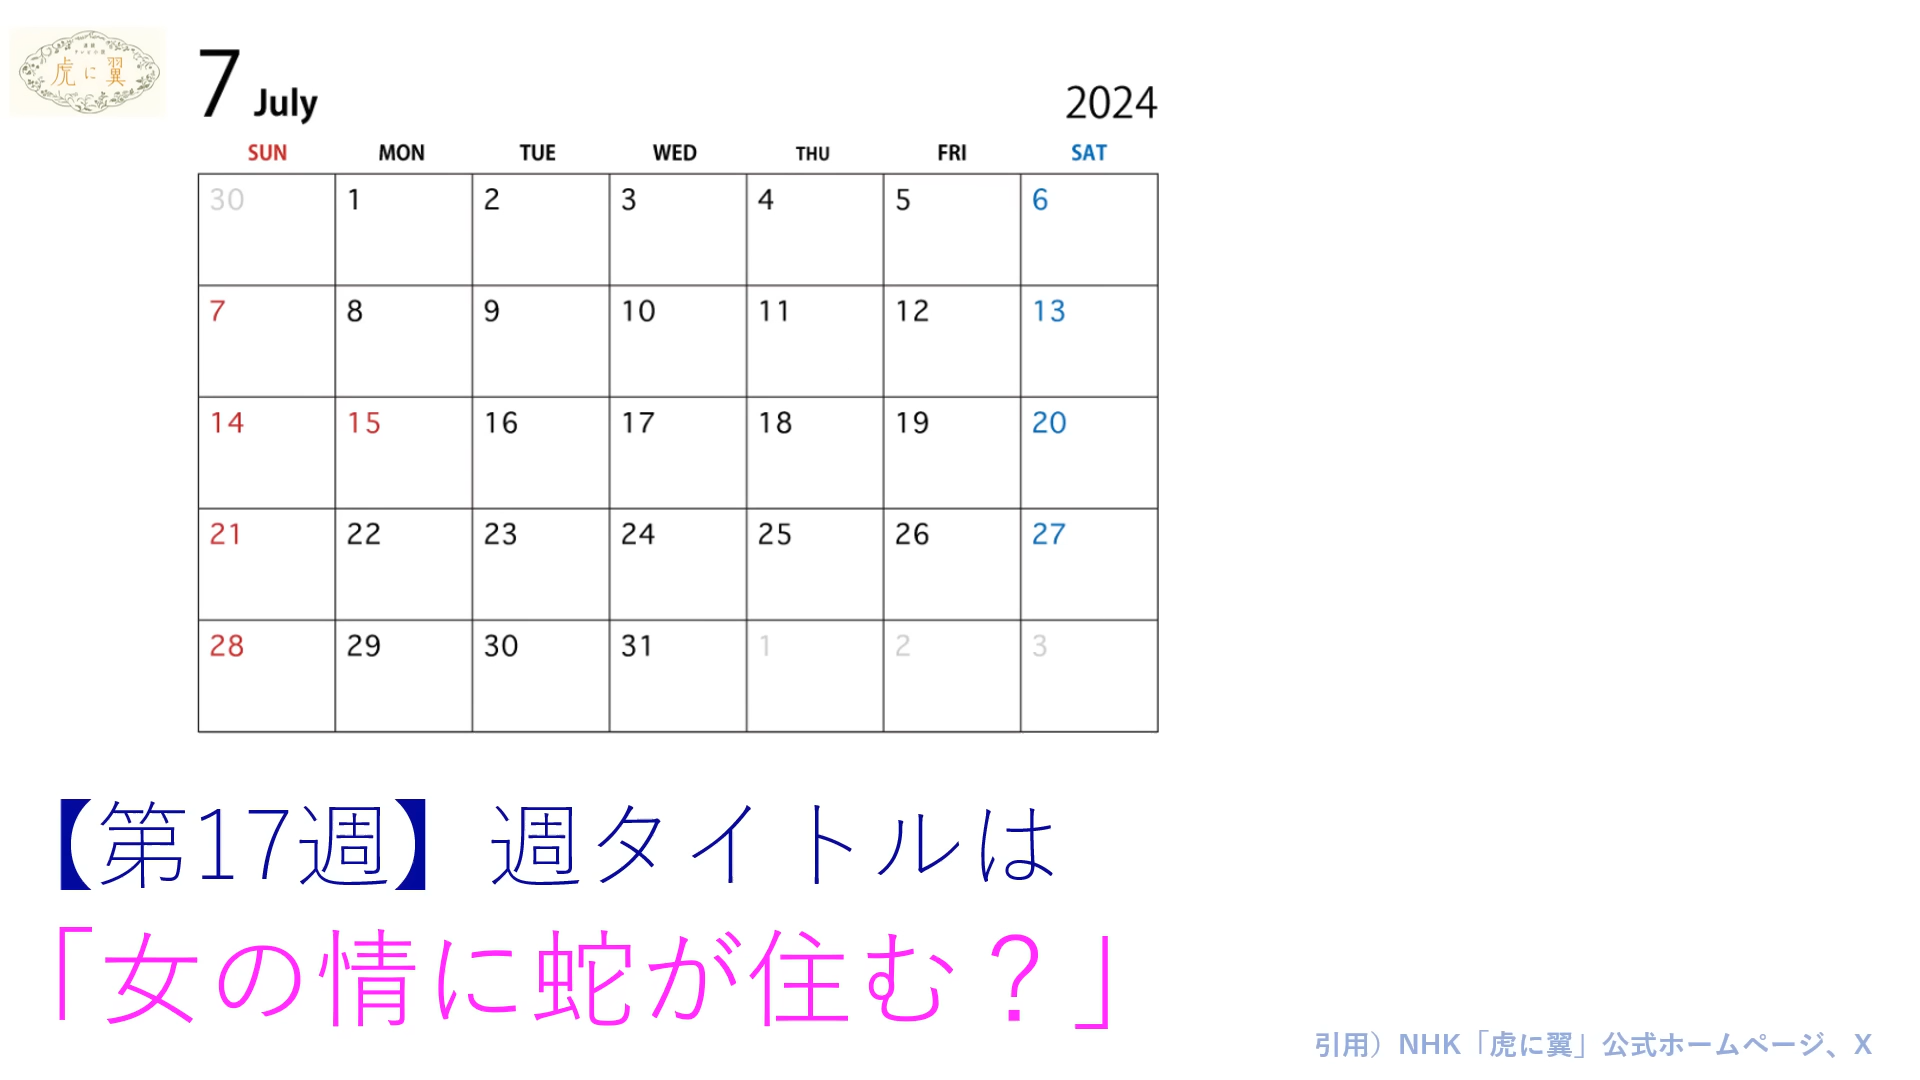 虎に翼
7 July 2024
SUN MON TUE WED THU FRI SAT
30 1 2 3 4 5 6
7 8 9 10 11 12 13
14 15 16 17 18 19 20
21 22 23 24 25 26 27
28 29 30 31 1 2 3
【第17週】週タイトルは
「女の情に蛇が住む？」
引用）NHK「虎に翼」公式ホームページ、X